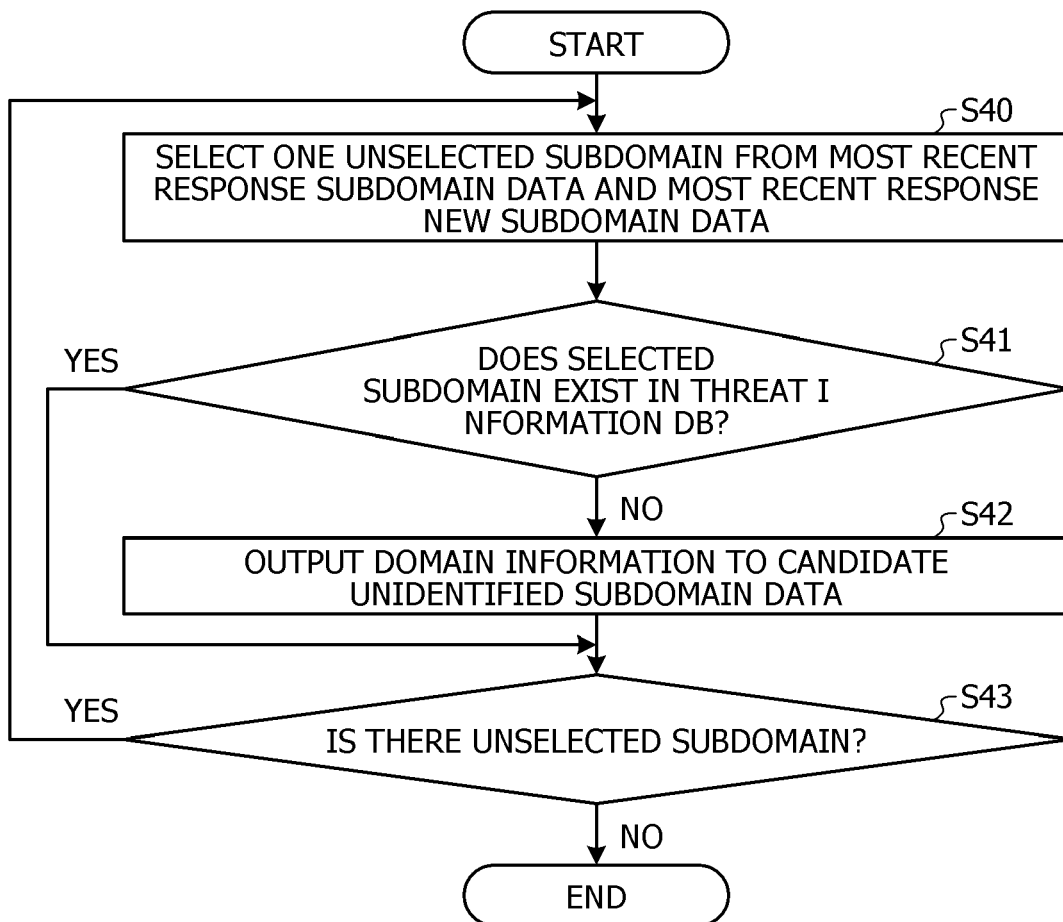 START
S40
SELECT ONE UNSELECTED SUBDOMAIN FROM MOST RECENT
RESPONSE SUBDOMAIN DATA AND MOST RECENT RESPONSE
NEW SUBDOMAIN DATA
S41
YES
DOES SELECTED
SUBDOMAIN EXIST IN THREAT I
NFORMATION DB?
NO
S42
OUTPUT DOMAIN INFORMATION TO CANDIDATE
UNIDENTIFIED SUBDOMAIN DATA
S43
YES
IS THERE UNSELECTED SUBDOMAIN?
NO
END